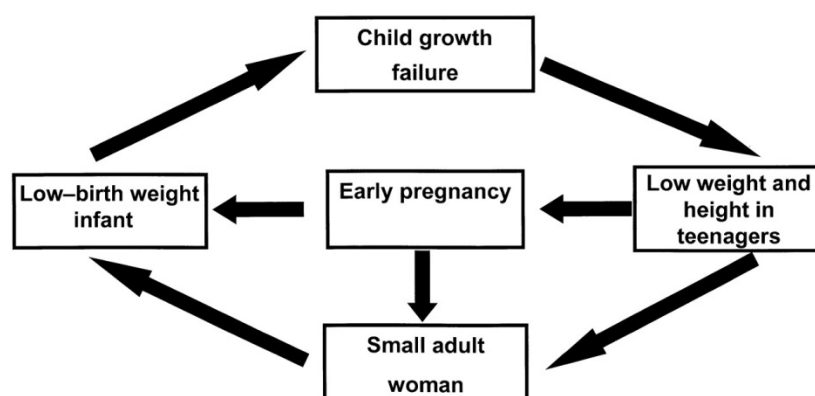 Child growth
failure
Low–birth weight
infant
Early pregnancy
Low weight and
height in
teenagers
Small adult
woman